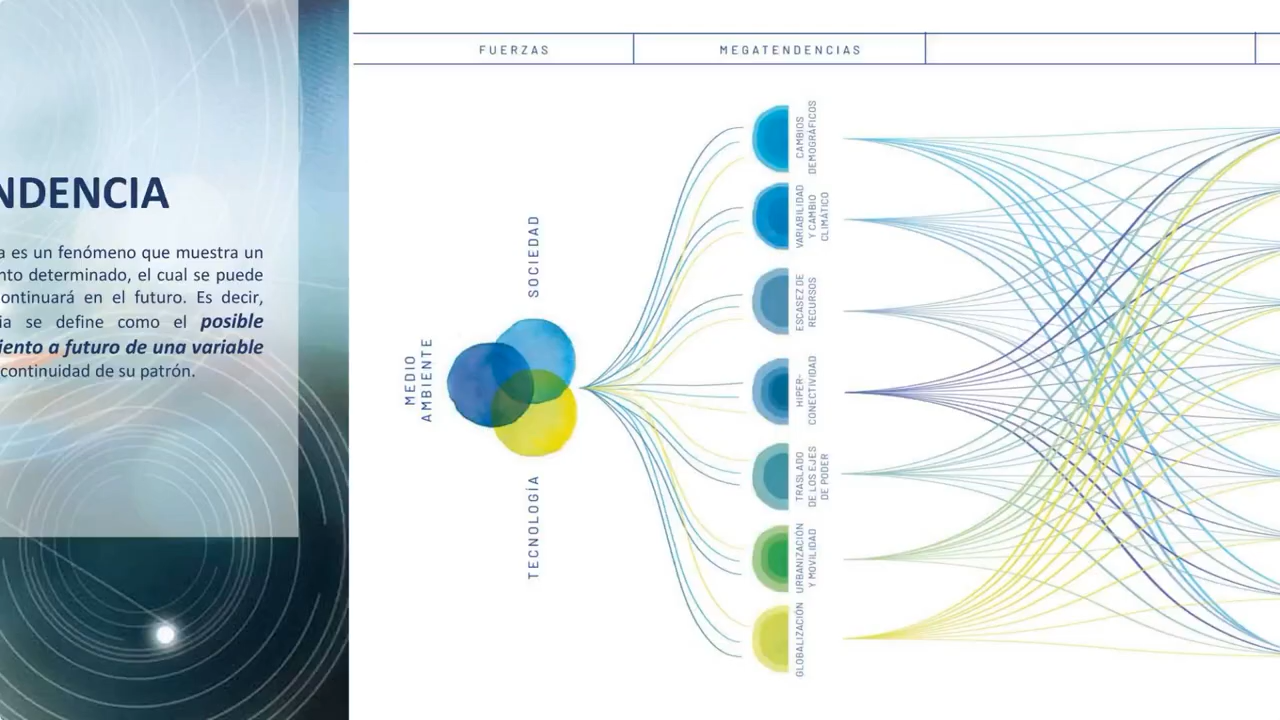 NDENCIA
a es un fenómeno que muestra un
nto determinado, el cual se puede
ontinuará en el futuro. Es decir,
ia se define como el posible
iento a futuro de una variable
continuidad de su patrón.
FUERZAS
MEGATENDENCIAS
SOCIEDAD
MEDIO
AMBIENTE
TECNOLOGÍA
CAMBIOS
DEMOGRÁFICOS
VARIABILIDAD
Y CAMBIO
CLIMÁTICO
ESCASEZ DE
RECURSOS
HIPER-
CONECTIVIDAD
TRASLADO
DE LOS EJES
DE PODER
URBANIZACIÓN
Y MOVILIDAD
GLOBALIZACIÓN